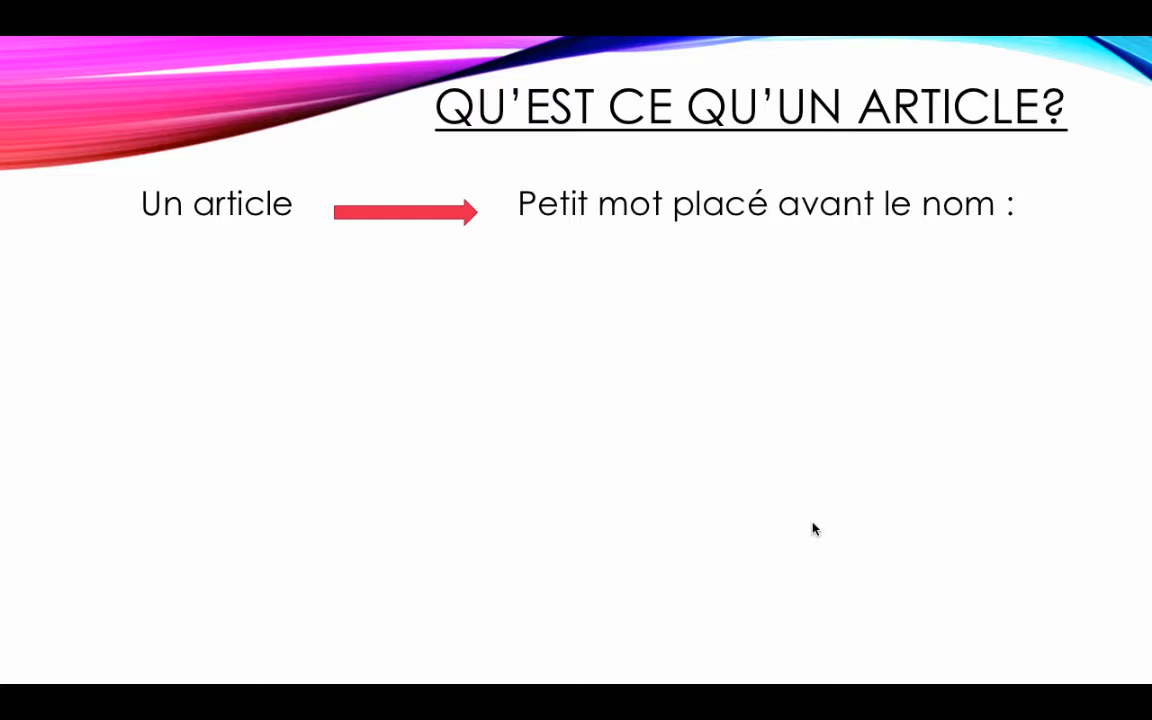 QU’EST CE QU’UN ARTICLE?
Un article Petit mot placé avant le nom :